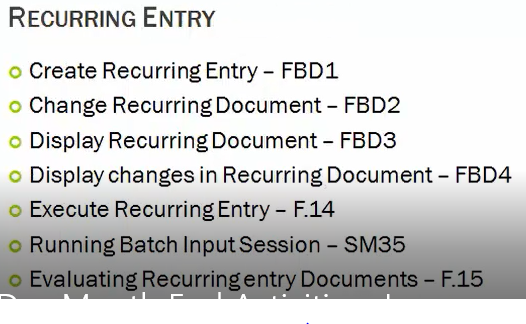 RECURRING ENTRY
Create Recurring Entry – FBD1
Change Recurring Document – FBD2
Display Recurring Document – FBD3
Display changes in Recurring Document – FBD4
Execute Recurring Entry – F.14
Running Batch Input Session – SM35
Evaluating Recurring entry Documents – F.15